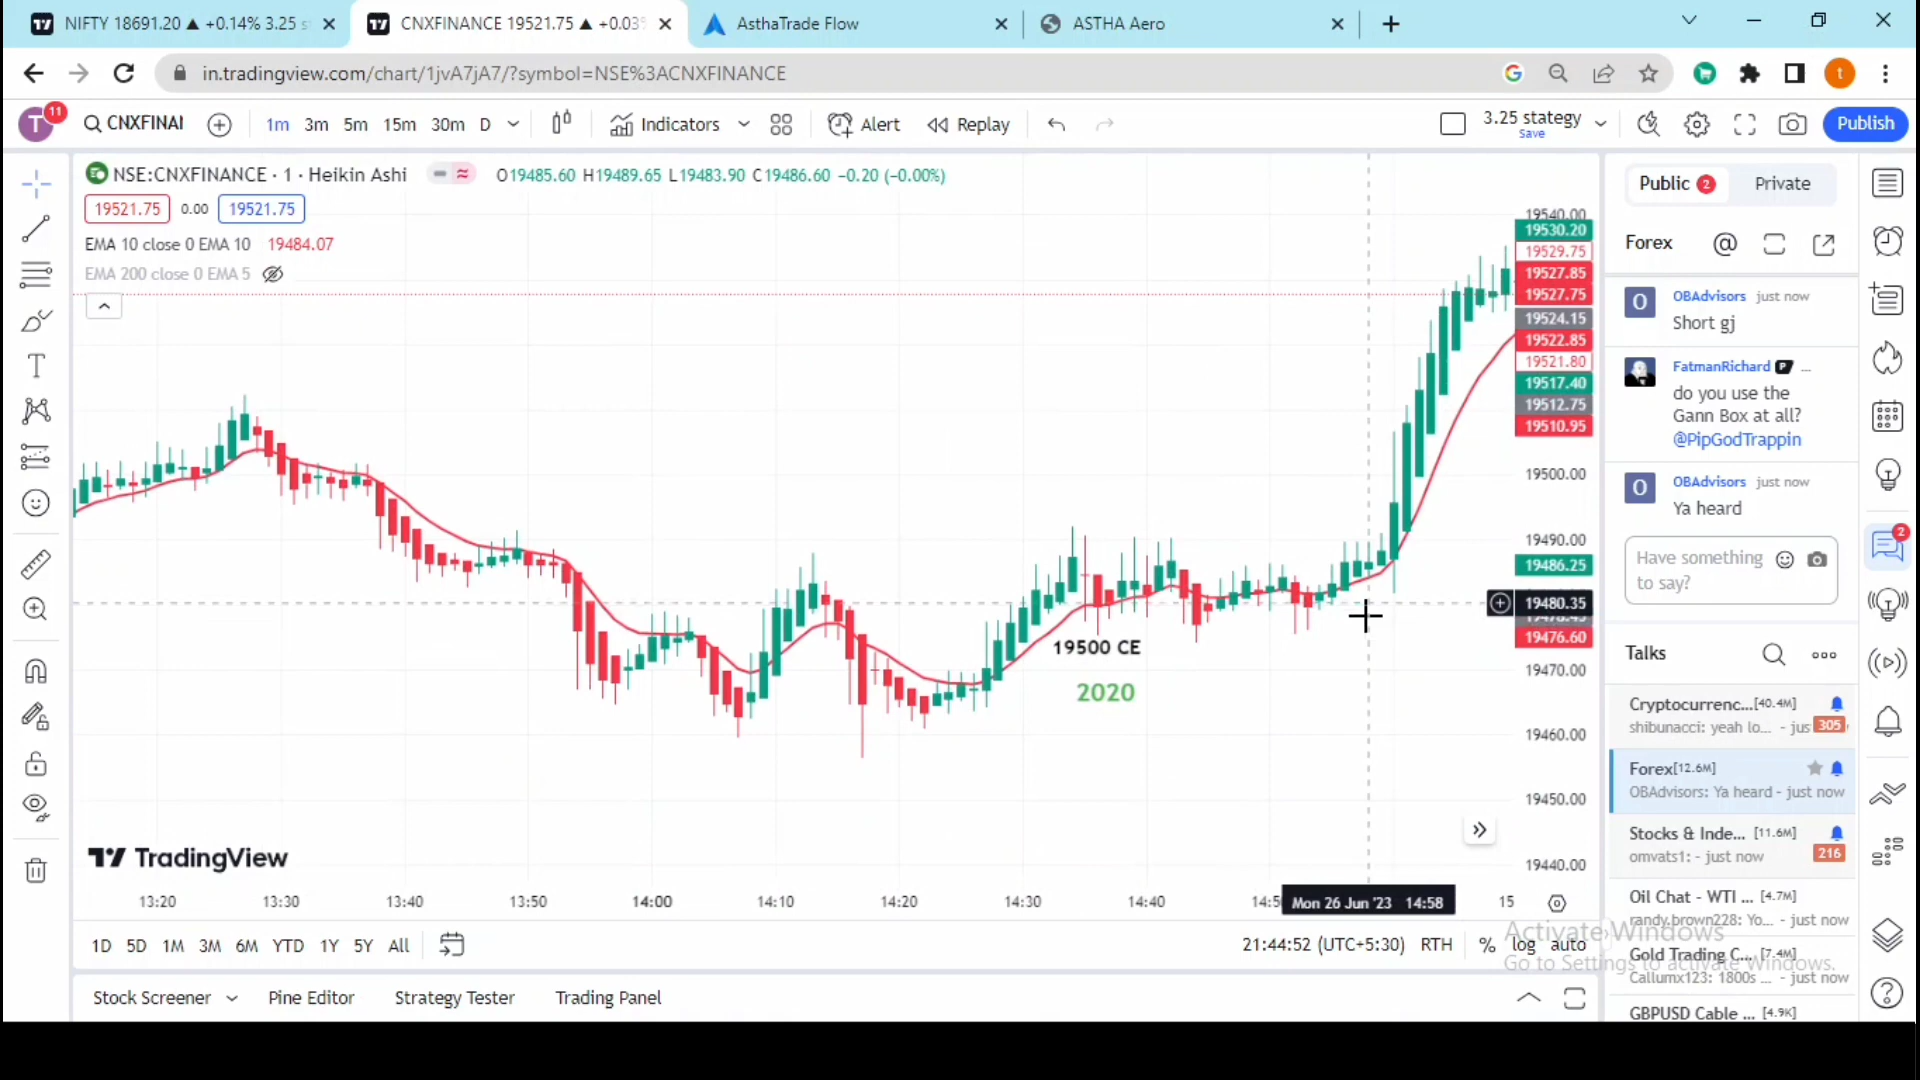 NIFTY 18691.20 ▲ +0.14% 3.25 s
CNXFINANCE 19521.75 ▲ +0.03%
AsthaTrade Flow
ASTHA Aero
in.tradingview.com/chart/1jvA7jA7/?symbol=NSE%3ACNXFINANCE
t
T
11
CNXFINAI
1m 3m 5m 15m 30m D
Indicators
Alert
Replay
3.25 stategy
Save
Publish
NSE:CNXFINANCE · 1 · Heikin Ashi
O19485.60 H19489.65 L19483.90 C19486.60 −0.20 (−0.00%)
19521.75 0.00 19521.75
EMA 10 close 0 EMA 10 19484.07
EMA 200 close 0 EMA 5
19540.00
19530.20
19529.75
19527.85
19527.75
19524.15
19522.85
19521.80
19517.40
19512.75
19510.95
19500.00
19490.00
19486.25
19480.35
19476.60
19470.00
19460.00
19450.00
19440.00
19500 CE
2020
TradingView
13:20 13:30 13:40 13:50 14:00 14:10 14:20 14:30 14:40 14:5 Mon 26 Jun '23 14:58 15
1D 5D 1M 3M 6M YTD 1Y 5Y All
21:44:52 (UTC+5:30) RTH % log auto
Stock Screener Pine Editor Strategy Tester Trading Panel
Public 2 Private
Forex
O
OBAdvisors just now
Short gj
FatmanRichard P ...
do you use the
Gann Box at all?
@PipGodTrappin
O
OBAdvisors just now
Ya heard
Have something
to say?
2
Talks
Cryptocurrenc...[40.4M]
shibunacci: yeah lo... - jus 305
Forex[12.6M]
OBAdvisors: Ya heard - just now
Stocks & Inde... [11.6M]
omvats1: - just now 216
Oil Chat - WTI ... [4.7M]
randy.brown228: Yo... - just now
Gold Trading C... [7.4M]
Callumx123: 1800s ... - just now
GBPUSD Cable ... [4.9K]
Activate Windows
Go to Settings to activate Windows.